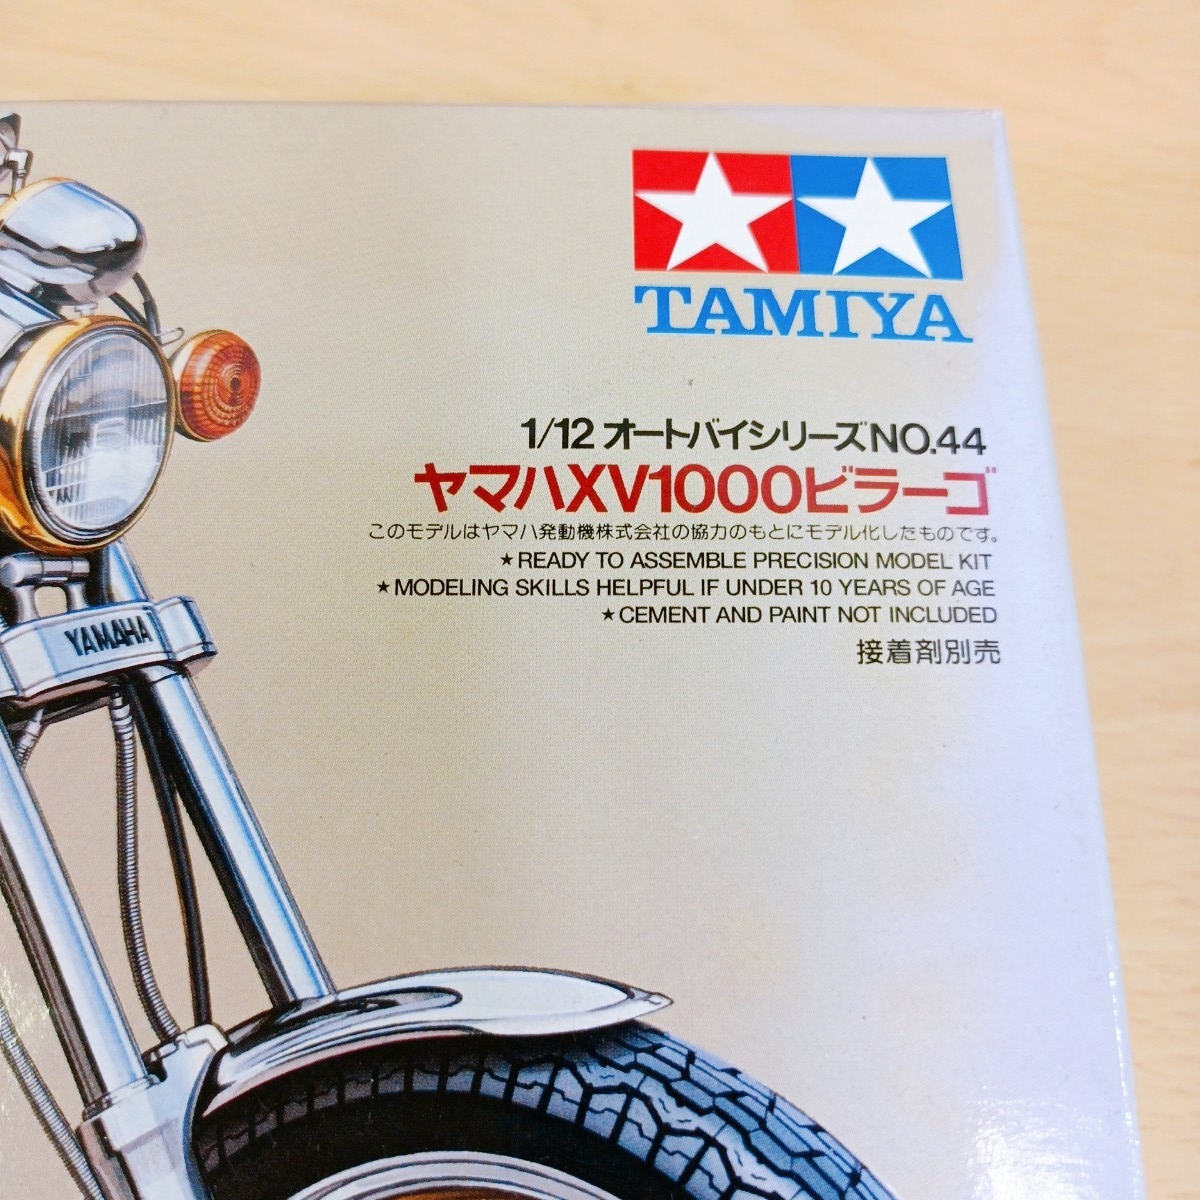 TAMIYA
1/12 オートバイシリーズNO.44
ヤマハXV1000ビラーゴ
このモデルはヤマハ発動機株式会社の協力のもとにモデル化したものです。
★READY TO ASSEMBLE PRECISION MODEL KIT
★MODELING SKILLS HELPFUL IF UNDER 10 YEARS OF AGE
★CEMENT AND PAINT NOT INCLUDED
接着剤別売
YAMAHA